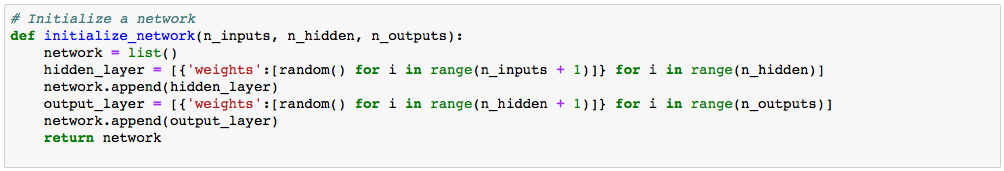 # Initialize a network
def initialize_network(n_inputs, n_hidden, n_outputs):
    network = list()
    hidden_layer = [{'weights':[random() for i in range(n_inputs + 1)]} for i in range(n_hidden)]
    network.append(hidden_layer)
    output_layer = [{'weights':[random() for i in range(n_hidden + 1)]} for i in range(n_outputs)]
    network.append(output_layer)
    return network